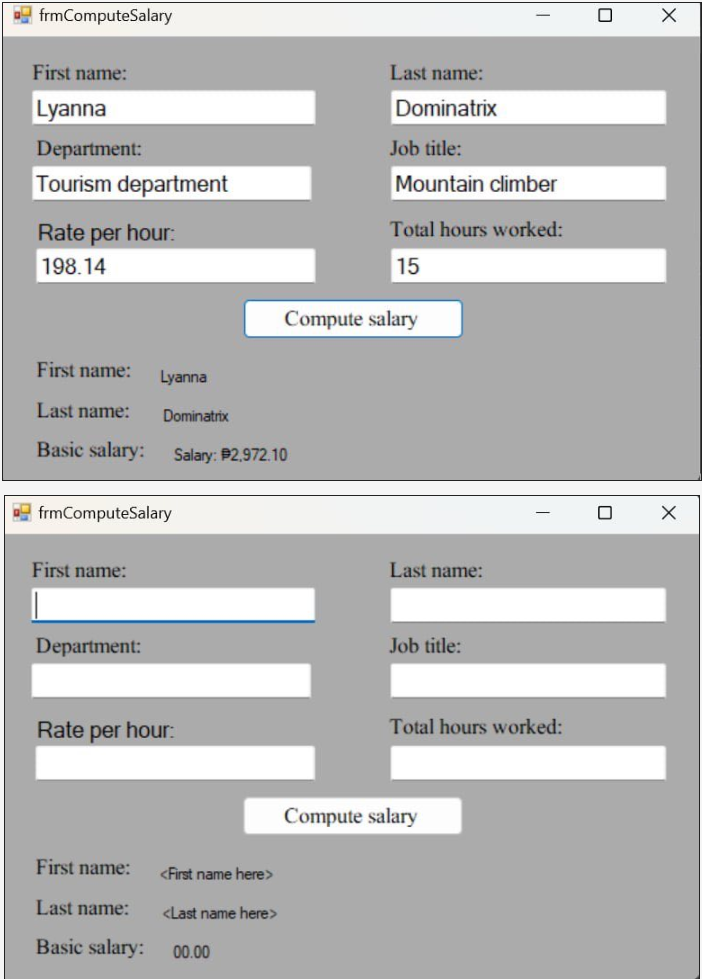 frmComputeSalary
First name: Last name:
Lyanna Dominatrix
Department: Job title:
Tourism department Mountain climber
Rate per hour: Total hours worked:
198.14 15
Compute salary
First name: Lyanna
Last name: Dominatrix
Basic salary: Salary: ₱2,972.10
frmComputeSalary
First name: Last name:
Department: Job title:
Rate per hour: Total hours worked:
Compute salary
First name: <First name here>
Last name: <Last name here>
Basic salary: 00.00